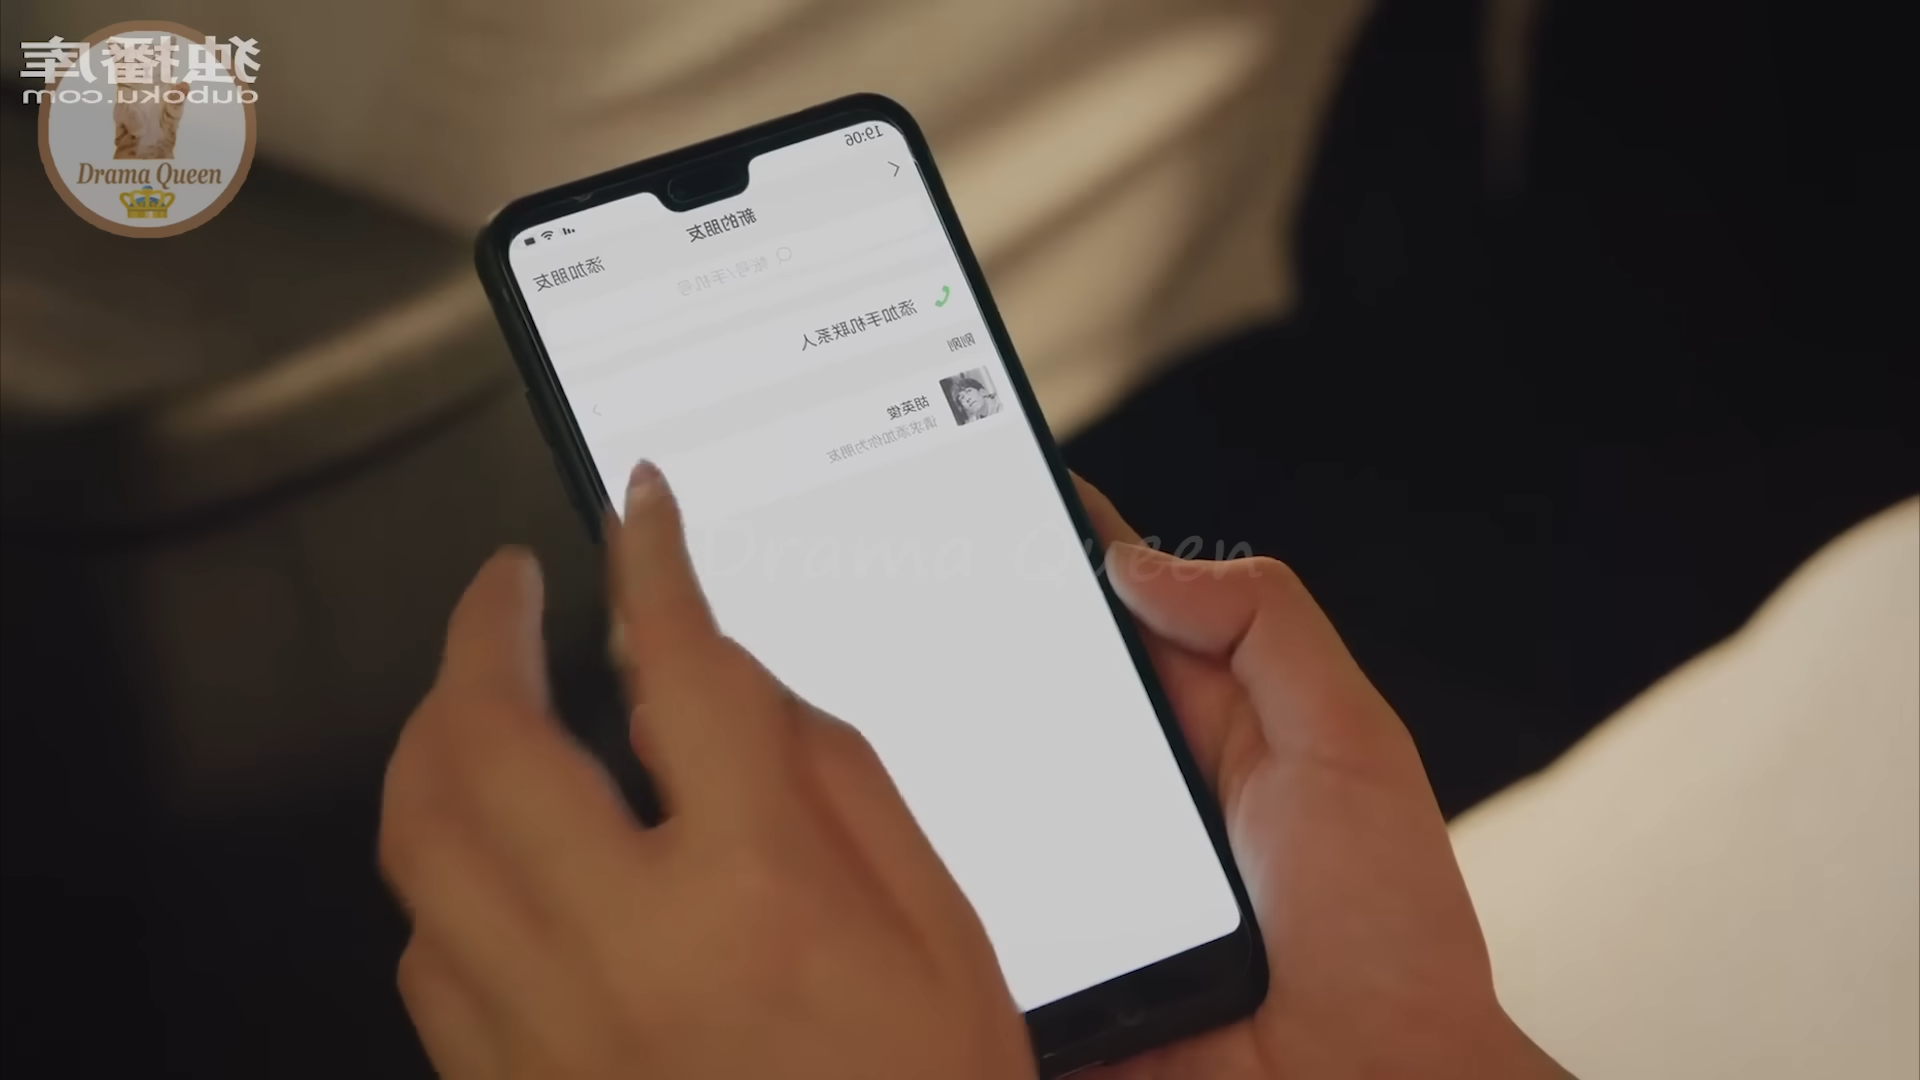 独播库
duboku.com
Drama Queen
19:06
新的朋友
添加朋友
帐号/手机号
添加手机联系人
刚刚
胡英俊
请求添加你为朋友
Drama Queen